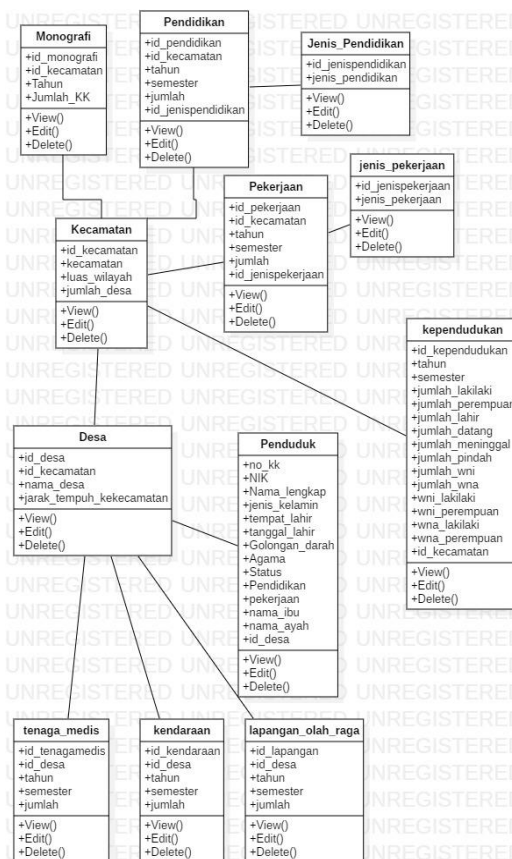 Monografi
+id_monografi
+id_kecamatan
+Tahun
+Jumlah_KK
+View()
+Edit()
+Delete()
Pendidikan
+id_pendidikan
+id_kecamatan
+tahun
+semester
+jumlah
+id_jenispendidikan
+View()
+Edit()
+Delete()
Jenis_Pendidikan
+id_jenispendidikan
+jenis_pendidikan
+View()
+Edit()
+Delete()
jenis_pekerjaan
+id_jenispekerjaan
+jenis_pekerjaan
+View()
+Edit()
+Delete()
Pekerjaan
+id_pekerjaan
+id_kecamatan
+tahun
+semester
+jumlah
+id_jenispekerjaan
+View()
+Edit()
+Delete()
Kecamatan
+id_kecamatan
+kecamatan
+luas_wilayah
+jumlah_desa
+View()
+Edit()
+Delete()
kependudukan
+id_kependudukan
+tahun
+semester
+jumlah_lakilaki
+jumlah_perempuan
+jumlah_lahir
+jumlah_datang
+jumlah_meninggal
+jumlah_pindah
+jumlah_wni
+jumlah_wna
+wni_lakilaki
+wni_perempuan
+wna_lakilaki
+wna_perempuan
+id_kecamatan
+View()
+Edit()
+Delete()
Desa
+id_desa
+id_kecamatan
+nama_desa
+jarak_tempuh_kekecamatan
+View()
+Edit()
+Delete()
Penduduk
+no_kk
+NIK
+Nama_lengkap
+jenis_kelamin
+tempat_lahir
+tanggal_lahir
+Golongan_darah
+Agama
+Status
+Pendidikan
+pekerjaan
+nama_ibu
+nama_ayah
+id_desa
+View()
+Edit()
+Delete()
tenaga_medis
+id_tenagamedis
+id_desa
+tahun
+semester
+jumlah
+View()
+Edit()
+Delete()
kendaraan
+id_kendaraan
+id_desa
+tahun
+semester
+jumlah
+View()
+Edit()
+Delete()
lapangan_olah_raga
+id_lapangan
+id_desa
+tahun
+semester
+jumlah
+View()
+Edit()
+Delete()
UNREGISTERED